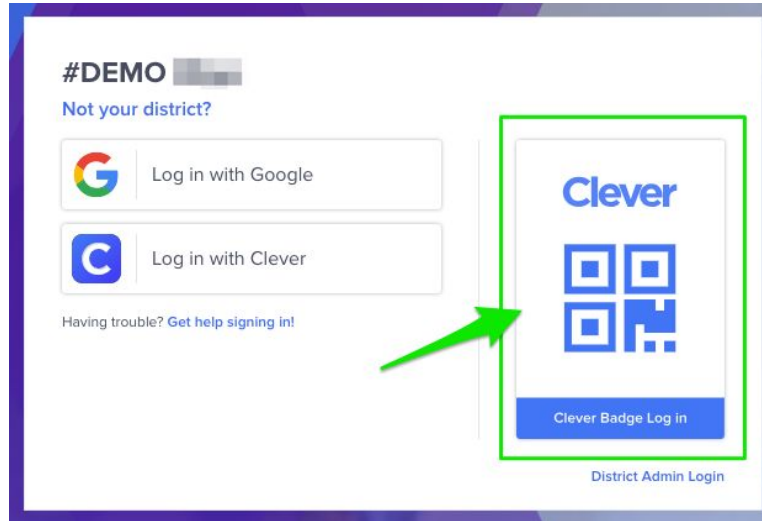 #DEMO
Not your district?
Log in with Google
Log in with Clever
Having trouble? Get help signing in!
Clever
Clever Badge Log in
District Admin Login